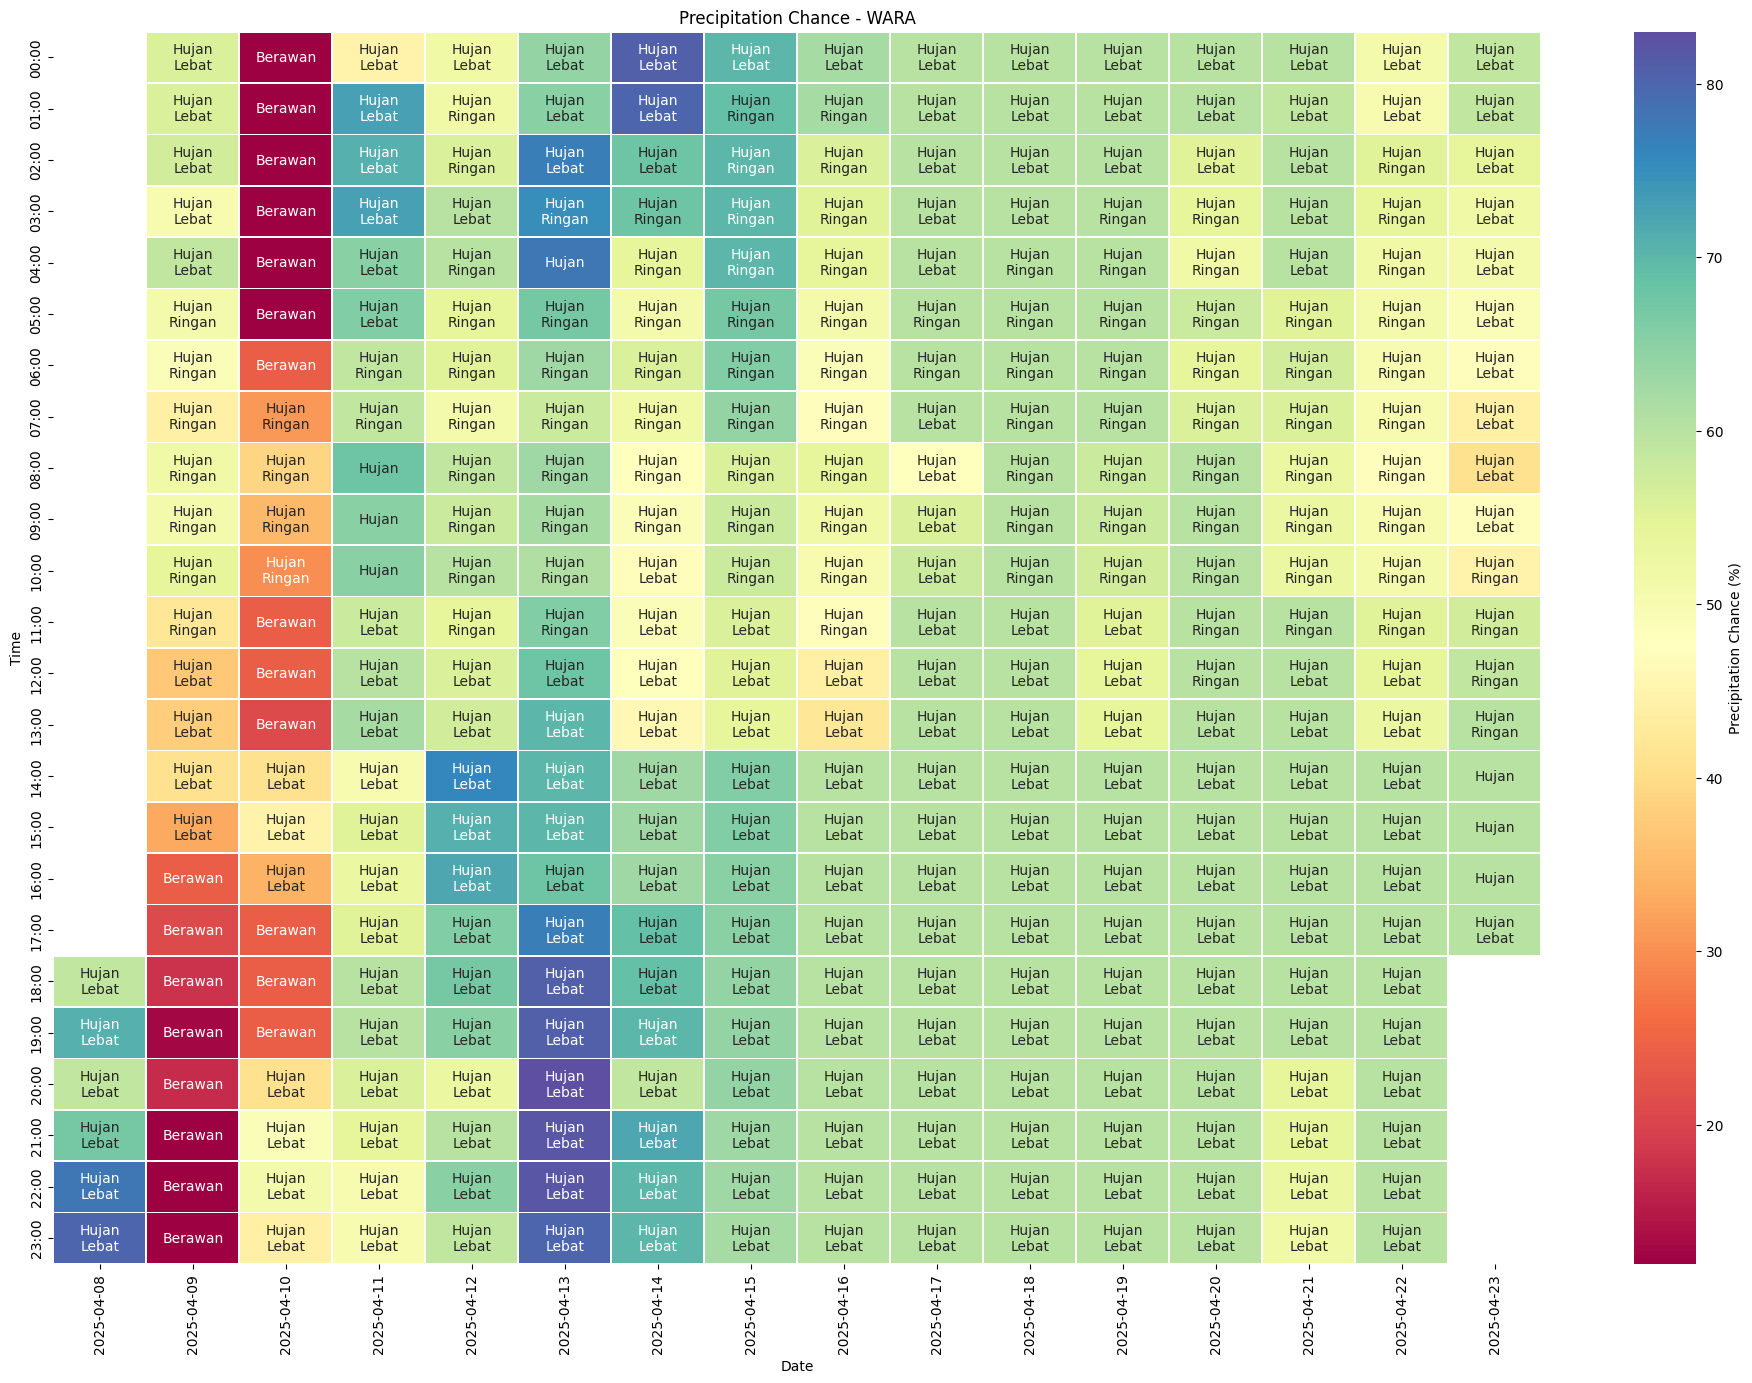 Precipitation Chance - WARA
00:00 Hujan Lebat Berawan Hujan Lebat Hujan Lebat Hujan Lebat Hujan Lebat Hujan Lebat Hujan Lebat Hujan Lebat Hujan Lebat Hujan Lebat Hujan Lebat Hujan Lebat Hujan Lebat Hujan Lebat
01:00 Hujan Lebat Berawan Hujan Lebat Hujan Ringan Hujan Lebat Hujan Lebat Hujan Ringan Hujan Ringan Hujan Lebat Hujan Lebat Hujan Lebat Hujan Lebat Hujan Lebat Hujan Lebat Hujan Lebat
02:00 Hujan Lebat Berawan Hujan Lebat Hujan Ringan Hujan Lebat Hujan Lebat Hujan Ringan Hujan Ringan Hujan Lebat Hujan Lebat Hujan Lebat Hujan Lebat Hujan Lebat Hujan Ringan Hujan Lebat
03:00 Hujan Lebat Berawan Hujan Lebat Hujan Lebat Hujan Ringan Hujan Ringan Hujan Ringan Hujan Ringan Hujan Lebat Hujan Lebat Hujan Ringan Hujan Ringan Hujan Lebat Hujan Ringan Hujan Lebat
04:00 Hujan Lebat Berawan Hujan Lebat Hujan Ringan Hujan Hujan Ringan Hujan Ringan Hujan Ringan Hujan Lebat Hujan Ringan Hujan Ringan Hujan Ringan Hujan Lebat Hujan Ringan Hujan Lebat
05:00 Hujan Ringan Berawan Hujan Lebat Hujan Ringan Hujan Ringan Hujan Ringan Hujan Ringan Hujan Ringan Hujan Ringan Hujan Ringan Hujan Ringan Hujan Ringan Hujan Ringan Hujan Ringan Hujan Lebat
06:00 Hujan Ringan Berawan Hujan Ringan Hujan Ringan Hujan Ringan Hujan Ringan Hujan Ringan Hujan Ringan Hujan Ringan Hujan Ringan Hujan Ringan Hujan Ringan Hujan Ringan Hujan Ringan Hujan Lebat
07:00 Hujan Ringan Hujan Ringan Hujan Ringan Hujan Ringan Hujan Ringan Hujan Ringan Hujan Ringan Hujan Ringan Hujan Lebat Hujan Ringan Hujan Ringan Hujan Ringan Hujan Ringan Hujan Ringan Hujan Lebat
08:00 Hujan Ringan Hujan Ringan Hujan Hujan Ringan Hujan Ringan Hujan Ringan Hujan Ringan Hujan Ringan Hujan Lebat Hujan Ringan Hujan Ringan Hujan Ringan Hujan Ringan Hujan Ringan Hujan Lebat
09:00 Hujan Ringan Hujan Ringan Hujan Hujan Ringan Hujan Ringan Hujan Ringan Hujan Ringan Hujan Ringan Hujan Lebat Hujan Ringan Hujan Ringan Hujan Ringan Hujan Ringan Hujan Ringan Hujan Lebat
10:00 Hujan Ringan Hujan Ringan Hujan Hujan Ringan Hujan Ringan Hujan Lebat Hujan Ringan Hujan Ringan Hujan Lebat Hujan Ringan Hujan Ringan Hujan Ringan Hujan Ringan Hujan Ringan Hujan Ringan
11:00 Hujan Ringan Berawan Hujan Lebat Hujan Ringan Hujan Ringan Hujan Lebat Hujan Lebat Hujan Ringan Hujan Lebat Hujan Lebat Hujan Lebat Hujan Ringan Hujan Ringan Hujan Ringan Hujan Ringan
12:00 Hujan Lebat Berawan Hujan Lebat Hujan Lebat Hujan Lebat Hujan Lebat Hujan Lebat Hujan Lebat Hujan Lebat Hujan Lebat Hujan Lebat Hujan Ringan Hujan Lebat Hujan Lebat Hujan Ringan
13:00 Hujan Lebat Berawan Hujan Lebat Hujan Lebat Hujan Lebat Hujan Lebat Hujan Lebat Hujan Lebat Hujan Lebat Hujan Lebat Hujan Lebat Hujan Lebat Hujan Lebat Hujan Lebat Hujan Ringan
14:00 Hujan Lebat Hujan Lebat Hujan Lebat Hujan Lebat Hujan Lebat Hujan Lebat Hujan Lebat Hujan Lebat Hujan Lebat Hujan Lebat Hujan Lebat Hujan Lebat Hujan Lebat Hujan Lebat Hujan
15:00 Hujan Lebat Hujan Lebat Hujan Lebat Hujan Lebat Hujan Lebat Hujan Lebat Hujan Lebat Hujan Lebat Hujan Lebat Hujan Lebat Hujan Lebat Hujan Lebat Hujan Lebat Hujan Lebat Hujan
16:00 Berawan Hujan Lebat Hujan Lebat Hujan Lebat Hujan Lebat Hujan Lebat Hujan Lebat Hujan Lebat Hujan Lebat Hujan Lebat Hujan Lebat Hujan Lebat Hujan Lebat Hujan Lebat Hujan
17:00 Berawan Berawan Hujan Lebat Hujan Lebat Hujan Lebat Hujan Lebat Hujan Lebat Hujan Lebat Hujan Lebat Hujan Lebat Hujan Lebat Hujan Lebat Hujan Lebat Hujan Lebat Hujan Lebat
18:00 Hujan Lebat Berawan Berawan Hujan Lebat Hujan Lebat Hujan Lebat Hujan Lebat Hujan Lebat Hujan Lebat Hujan Lebat Hujan Lebat Hujan Lebat Hujan Lebat Hujan Lebat Hujan Lebat
19:00 Hujan Lebat Berawan Berawan Hujan Lebat Hujan Lebat Hujan Lebat Hujan Lebat Hujan Lebat Hujan Lebat Hujan Lebat Hujan Lebat Hujan Lebat Hujan Lebat Hujan Lebat Hujan Lebat
20:00 Hujan Lebat Berawan Hujan Lebat Hujan Lebat Hujan Lebat Hujan Lebat Hujan Lebat Hujan Lebat Hujan Lebat Hujan Lebat Hujan Lebat Hujan Lebat Hujan Lebat Hujan Lebat Hujan Lebat
21:00 Hujan Lebat Berawan Hujan Lebat Hujan Lebat Hujan Lebat Hujan Lebat Hujan Lebat Hujan Lebat Hujan Lebat Hujan Lebat Hujan Lebat Hujan Lebat Hujan Lebat Hujan Lebat Hujan Lebat
22:00 Hujan Lebat Berawan Hujan Lebat Hujan Lebat Hujan Lebat Hujan Lebat Hujan Lebat Hujan Lebat Hujan Lebat Hujan Lebat Hujan Lebat Hujan Lebat Hujan Lebat Hujan Lebat Hujan Lebat
23:00 Hujan Lebat Berawan Hujan Lebat Hujan Lebat Hujan Lebat Hujan Lebat Hujan Lebat Hujan Lebat Hujan Lebat Hujan Lebat Hujan Lebat Hujan Lebat Hujan Lebat Hujan Lebat Hujan Lebat
Time
2025-04-08 2025-04-09 2025-04-10 2025-04-11 2025-04-12 2025-04-13 2025-04-14 2025-04-15 2025-04-16 2025-04-17 2025-04-18 2025-04-19 2025-04-20 2025-04-21 2025-04-22 2025-04-23
Date
80
70
60
50
40
30
20
Precipitation Chance (%)